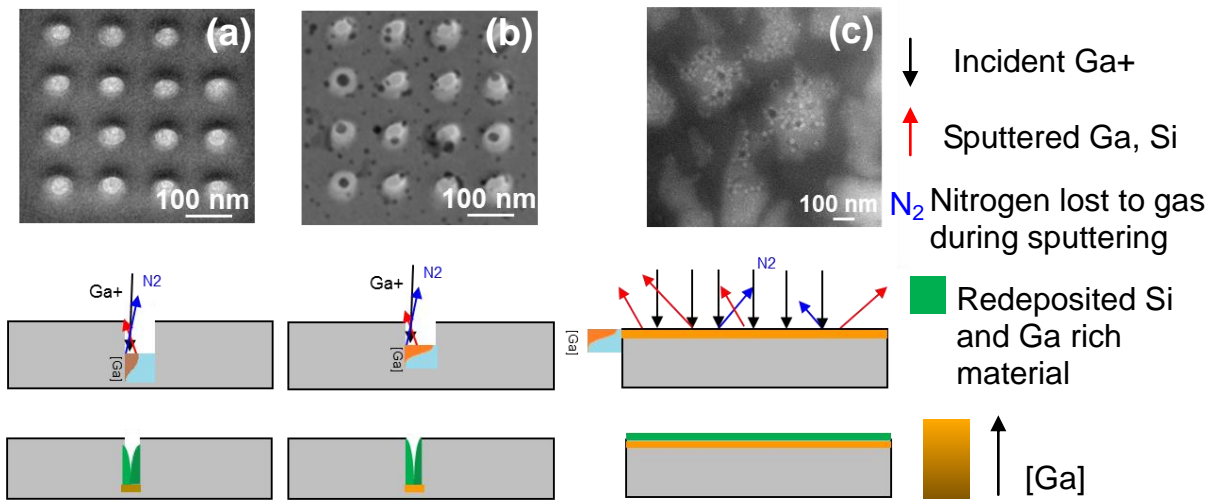 (a)
(b)
(c)
100 nm
100 nm
100 nm
Incident Ga+
Sputtered Ga, Si
N2 Nitrogen lost to gas
during sputtering
Redeposited Si
and Ga rich
material
[Ga]
Ga+
N2
[Ga]
Ga+
N2
[Ga]
N2
[Ga]